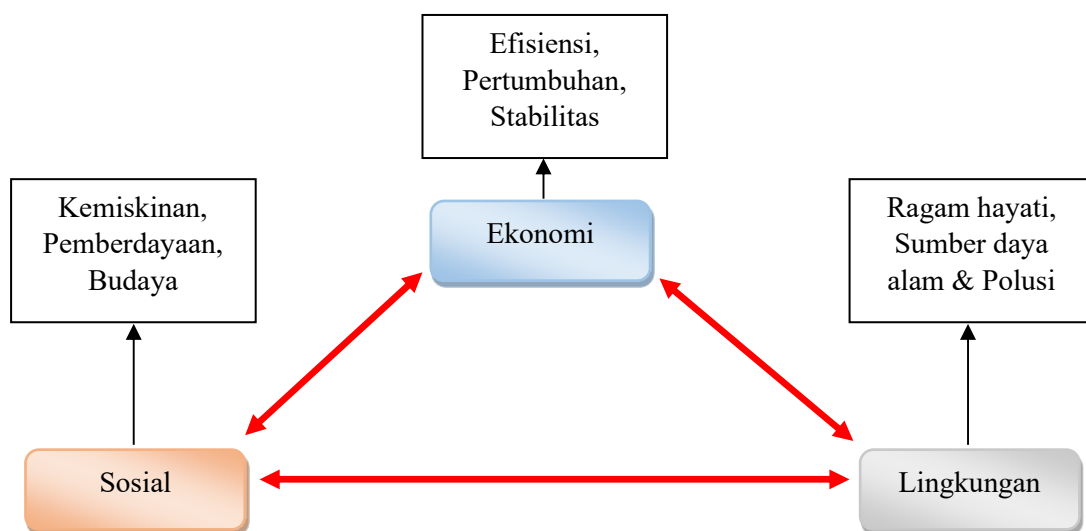 Efisiensi,
Pertumbuhan,
Stabilitas
Kemiskinan,
Pemberdayaan,
Budaya
Ekonomi
Ragam hayati,
Sumber daya
alam & Polusi
Sosial
Lingkungan